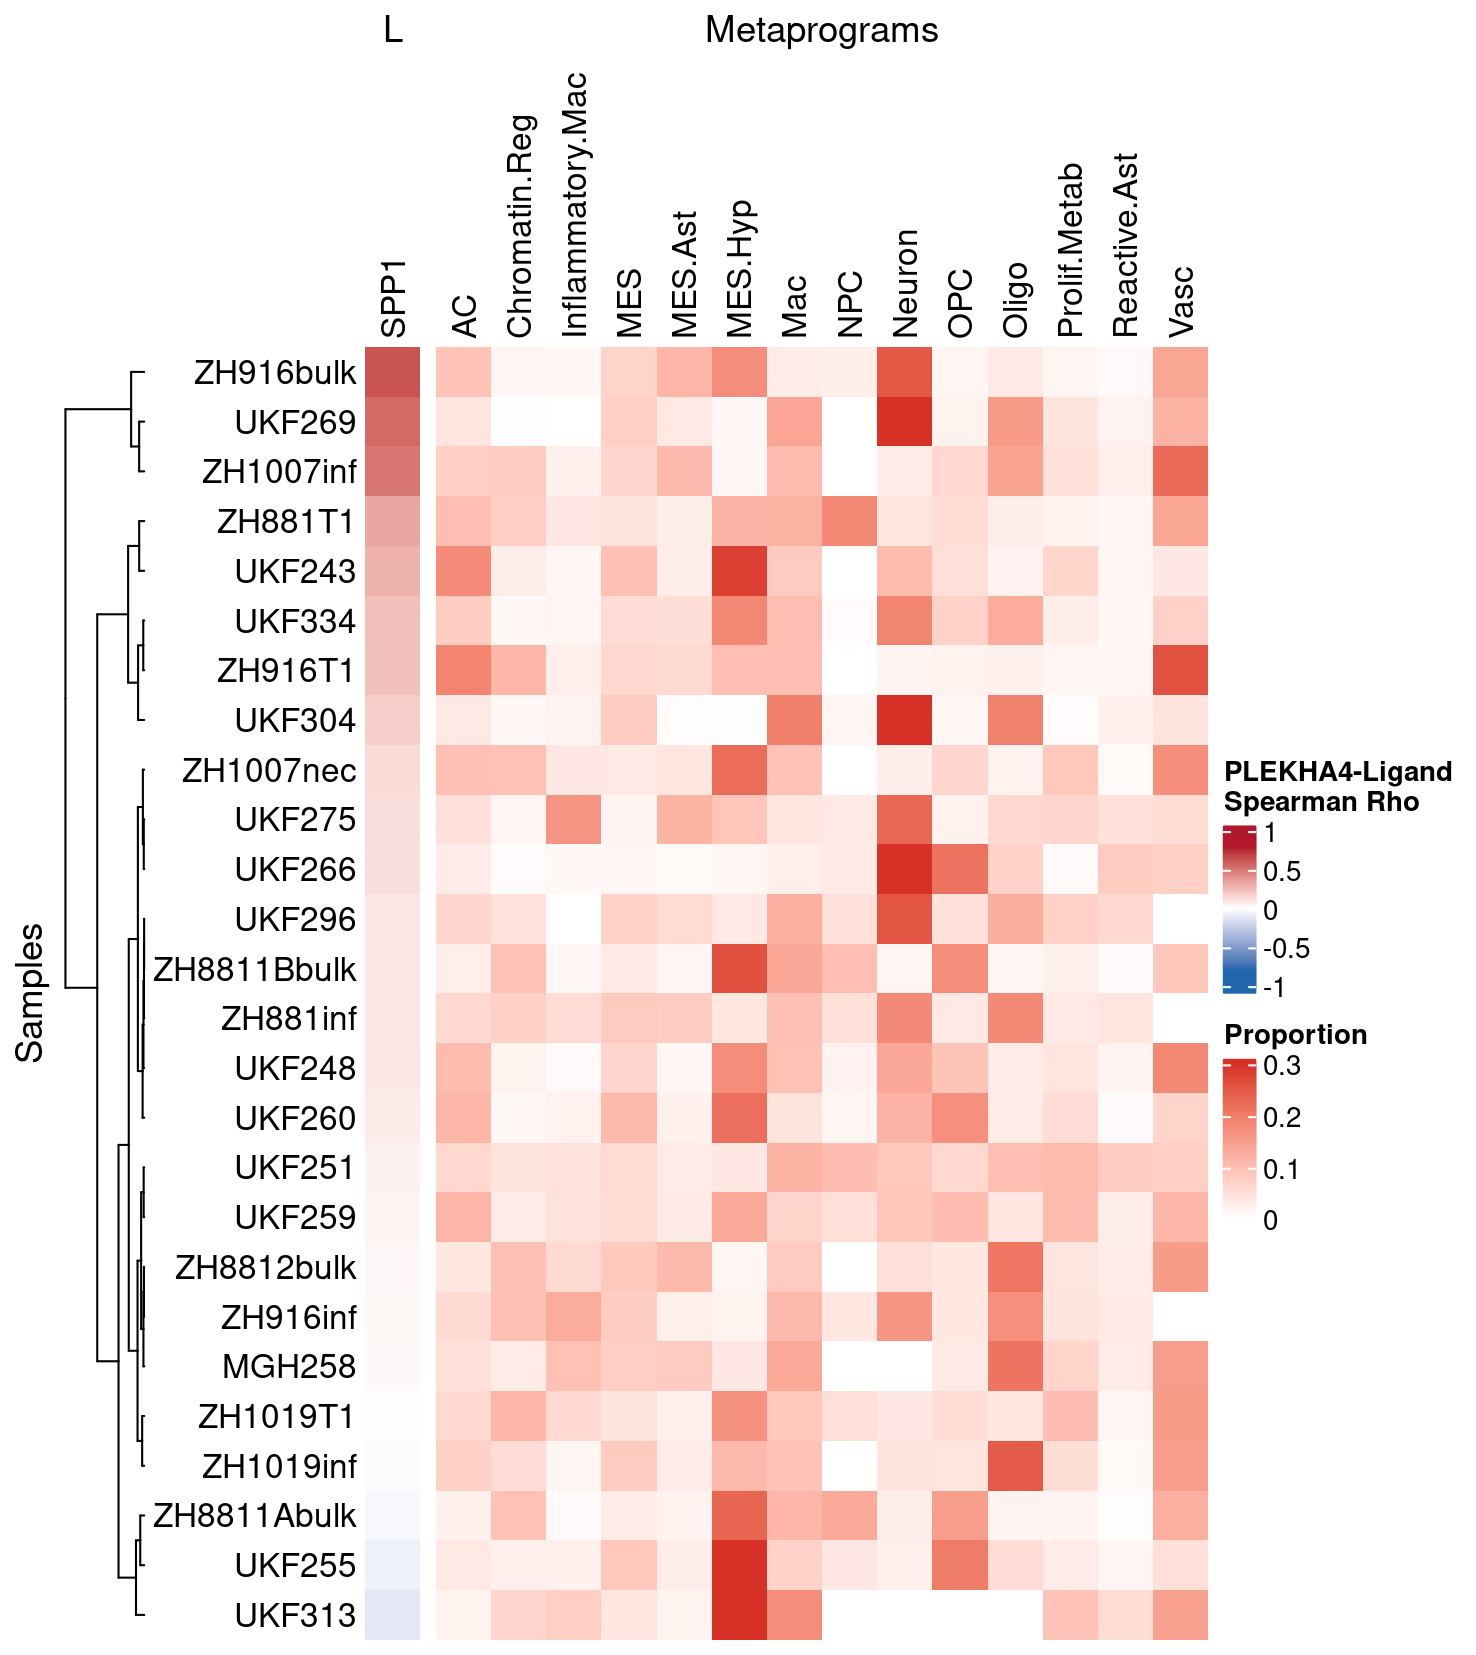 L Metaprograms
SPP1 AC Chromatin.Reg Inflammatory.Mac MES MES.Ast MES.Hyp Mac NPC Neuron OPC Oligo Prolif.Metab Reactive.Ast Vasc
Samples
ZH916bulk
UKF269
ZH1007inf
ZH881T1
UKF243
UKF334
ZH916T1
UKF304
ZH1007nec
UKF275
UKF266
UKF296
ZH8811Bbulk
ZH881inf
UKF248
UKF260
UKF251
UKF259
ZH8812bulk
ZH916inf
MGH258
ZH1019T1
ZH1019inf
ZH8811Abulk
UKF255
UKF313
PLEKHA4-Ligand
Spearman Rho
1
0.5
0
-0.5
-1
Proportion
0.3
0.2
0.1
0